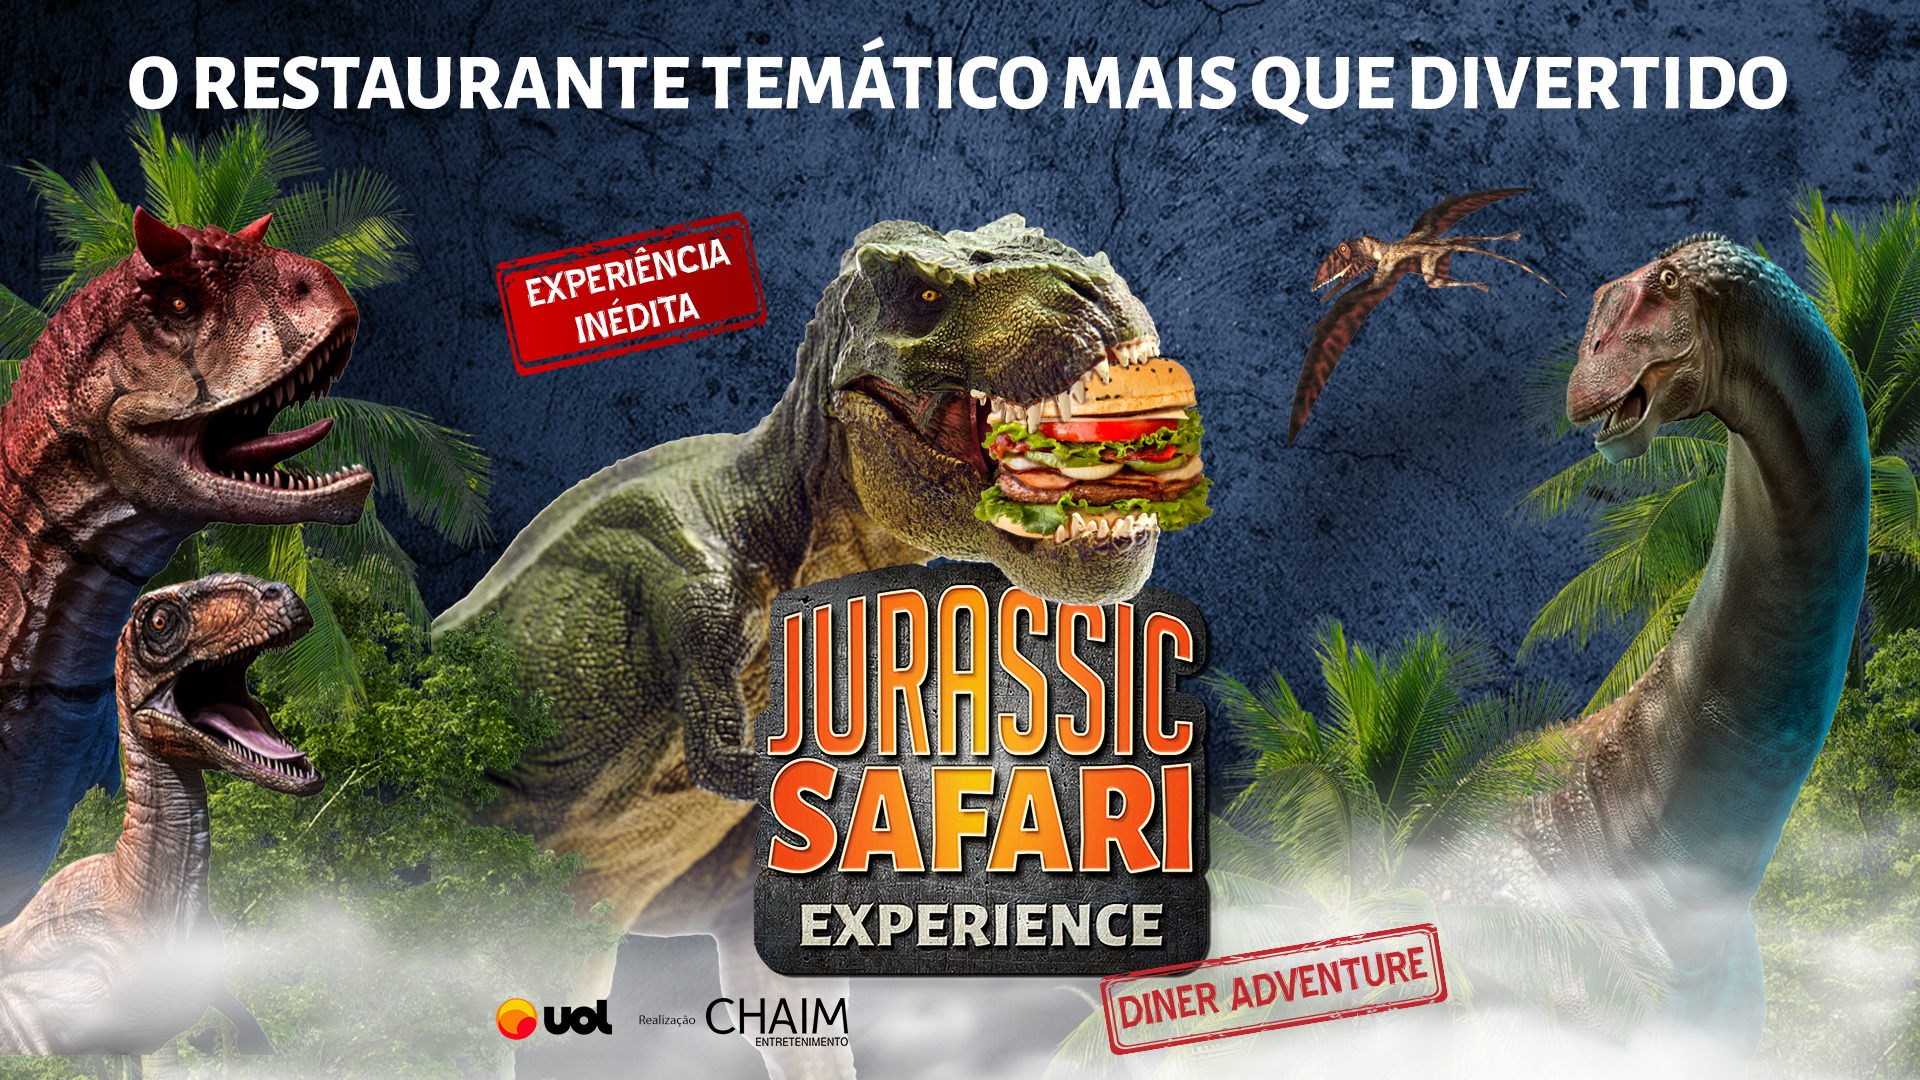 O RESTAURANTE TEMÁTICO MAIS QUE DIVERTIDO
EXPERIÊNCIA
INÉDITA
JURASSIC
SAFARI
EXPERIENCE
DINER ADVENTURE
uol
Realização
CHAIM
ENTRETENIMENTO